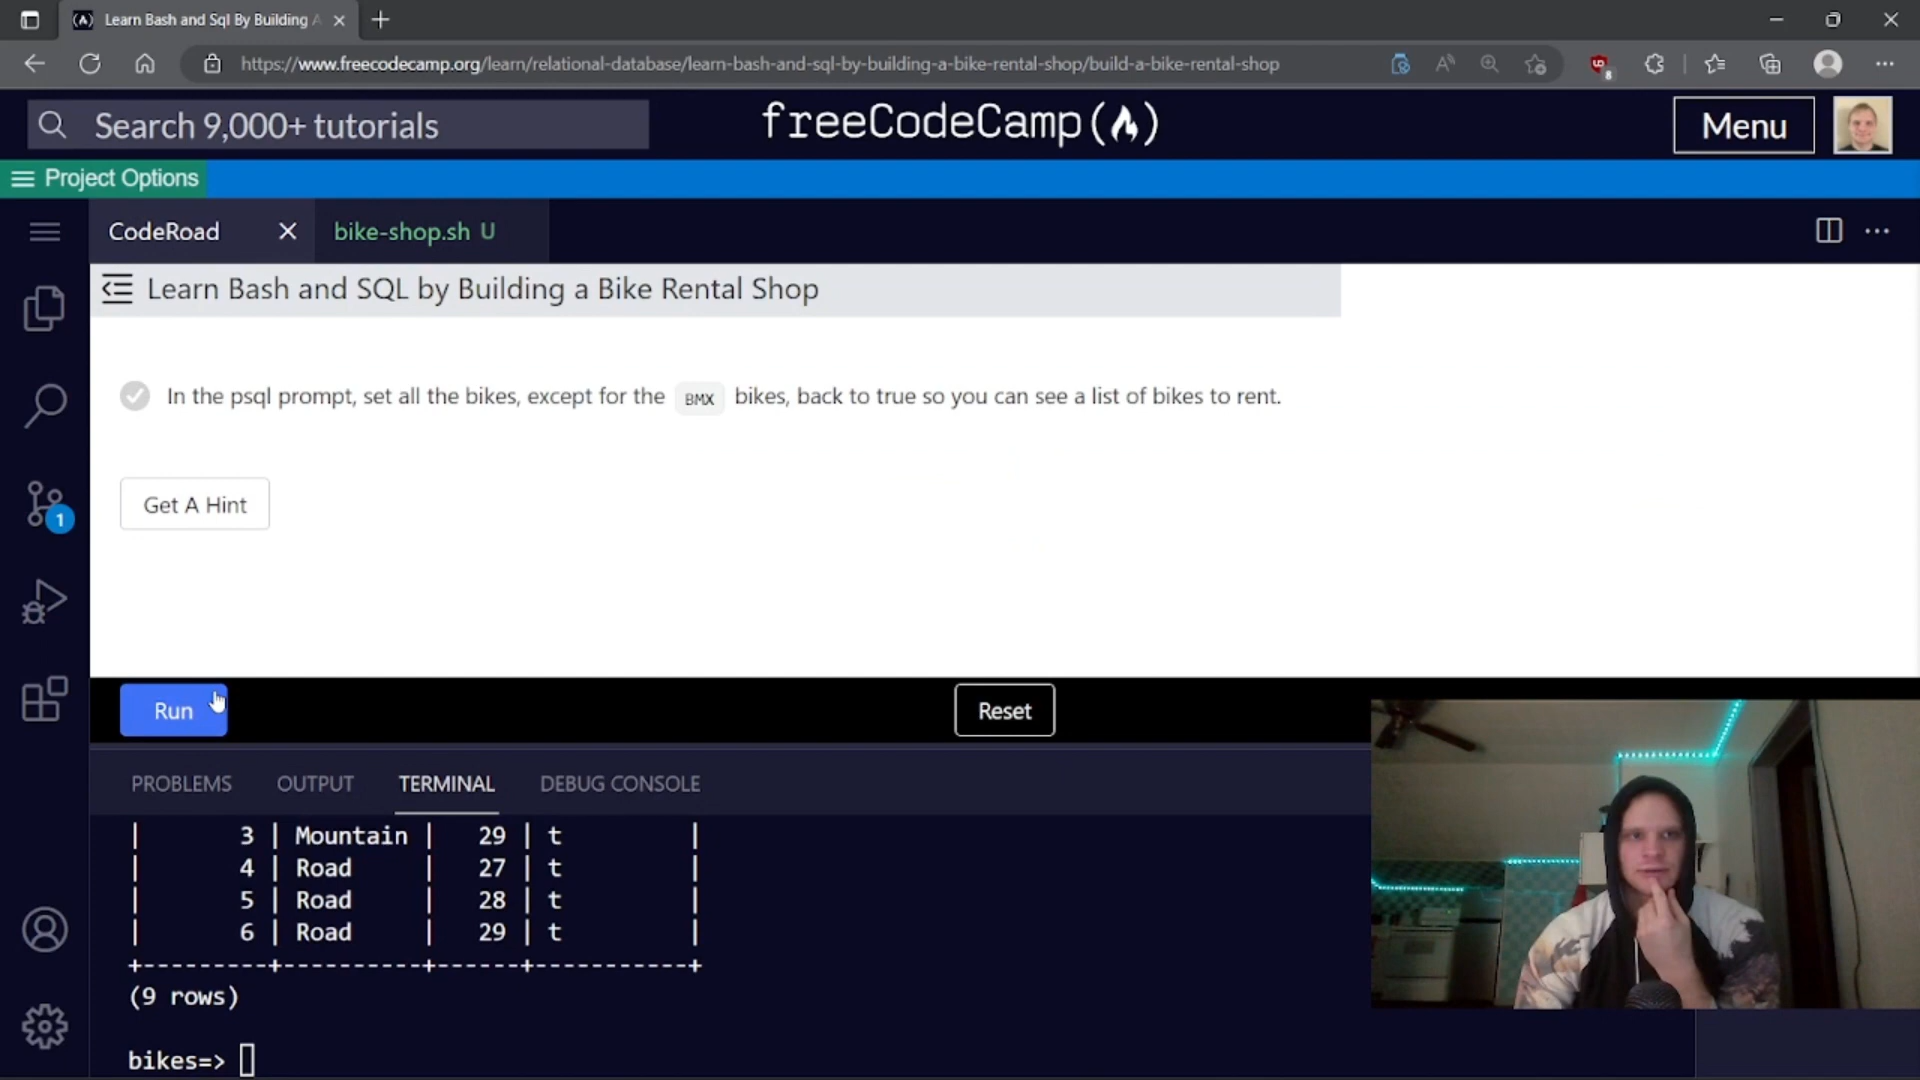 Learn Bash and Sql By Building A
https://www.freecodecamp.org/learn/relational-database/learn-bash-and-sql-by-building-a-bike-rental-shop/build-a-bike-rental-shop
8
Search 9,000+ tutorials
freeCodeCamp(🔥)
Menu
Project Options
CodeRoad
bike-shop.sh U
Learn Bash and SQL by Building a Bike Rental Shop
In the psql prompt, set all the bikes, except for the BMX bikes, back to true so you can see a list of bikes to rent.
Get A Hint
1
Run
Reset
PROBLEMS OUTPUT TERMINAL DEBUG CONSOLE
| 3 | Mountain | 29 | t |
| 4 | Road | 27 | t |
| 5 | Road | 28 | t |
| 6 | Road | 29 | t |
+---------+----------+------+-----------+
(9 rows)
bikes=>